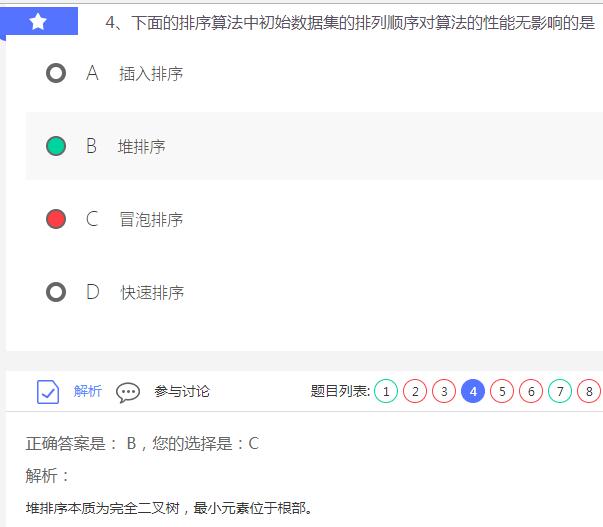 4、下面的排序算法中初始数据集的排列顺序对算法的性能无影响的是
A 插入排序
B 堆排序
C 冒泡排序
D 快速排序
解析 参与讨论 题目列表: 1 2 3 4 5 6 7 8
正确答案是： B，您的选择是：C
解析：
堆排序本质为完全二叉树，最小元素位于根部。